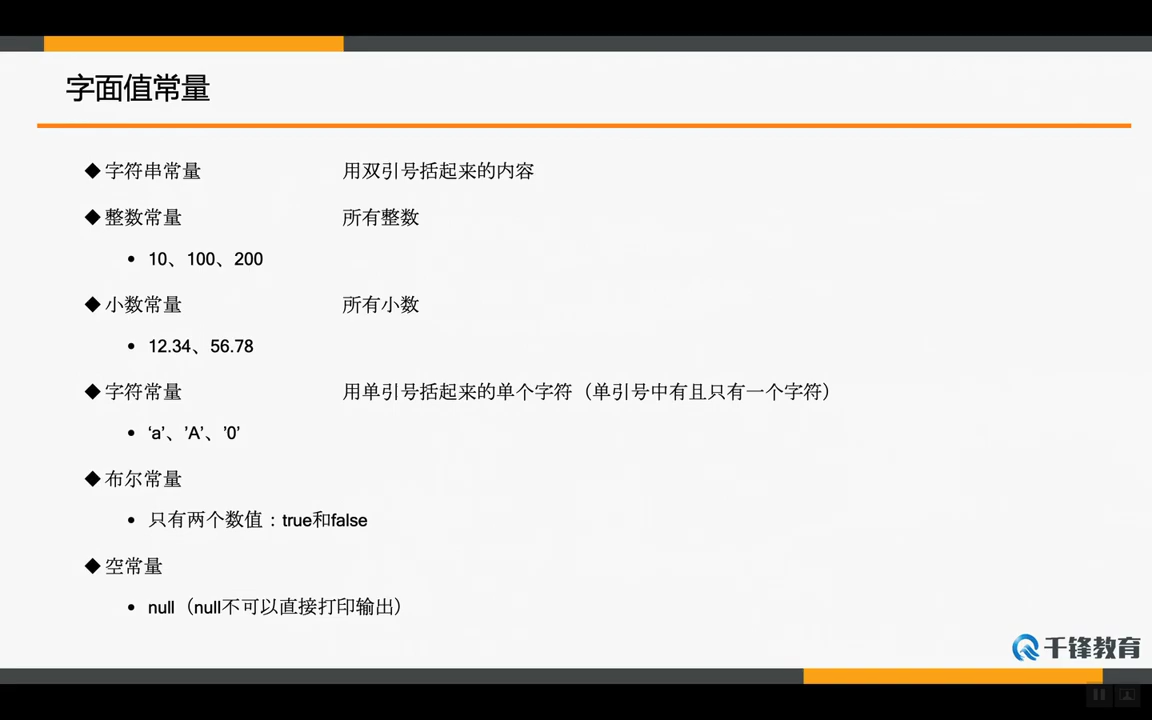 字面值常量
◆字符串常量 用双引号括起来的内容
◆整数常量 所有整数
• 10、100、200
◆小数常量 所有小数
• 12.34、56.78
◆字符常量 用单引号括起来的单个字符（单引号中有且只有一个字符）
• ‘a’、’A’、’0’
◆布尔常量
• 只有两个数值：true和false
◆空常量
• null（null不可以直接打印输出）
千锋教育